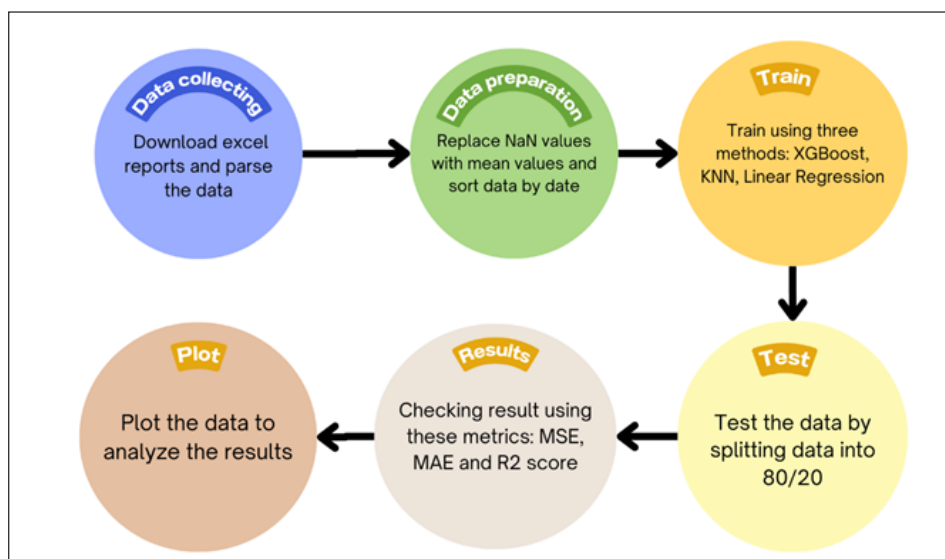 Data collecting
Download excel
reports and parse
the data
Data preparation
Replace NaN values
with mean values and
sort data by date
Train
Train using three
methods: XGBoost,
KNN, Linear Regression
Test
Test the data by
splitting data into
80/20
Results
Checking result using
these metrics: MSE,
MAE and R2 score
Plot
Plot the data to
analyze the results